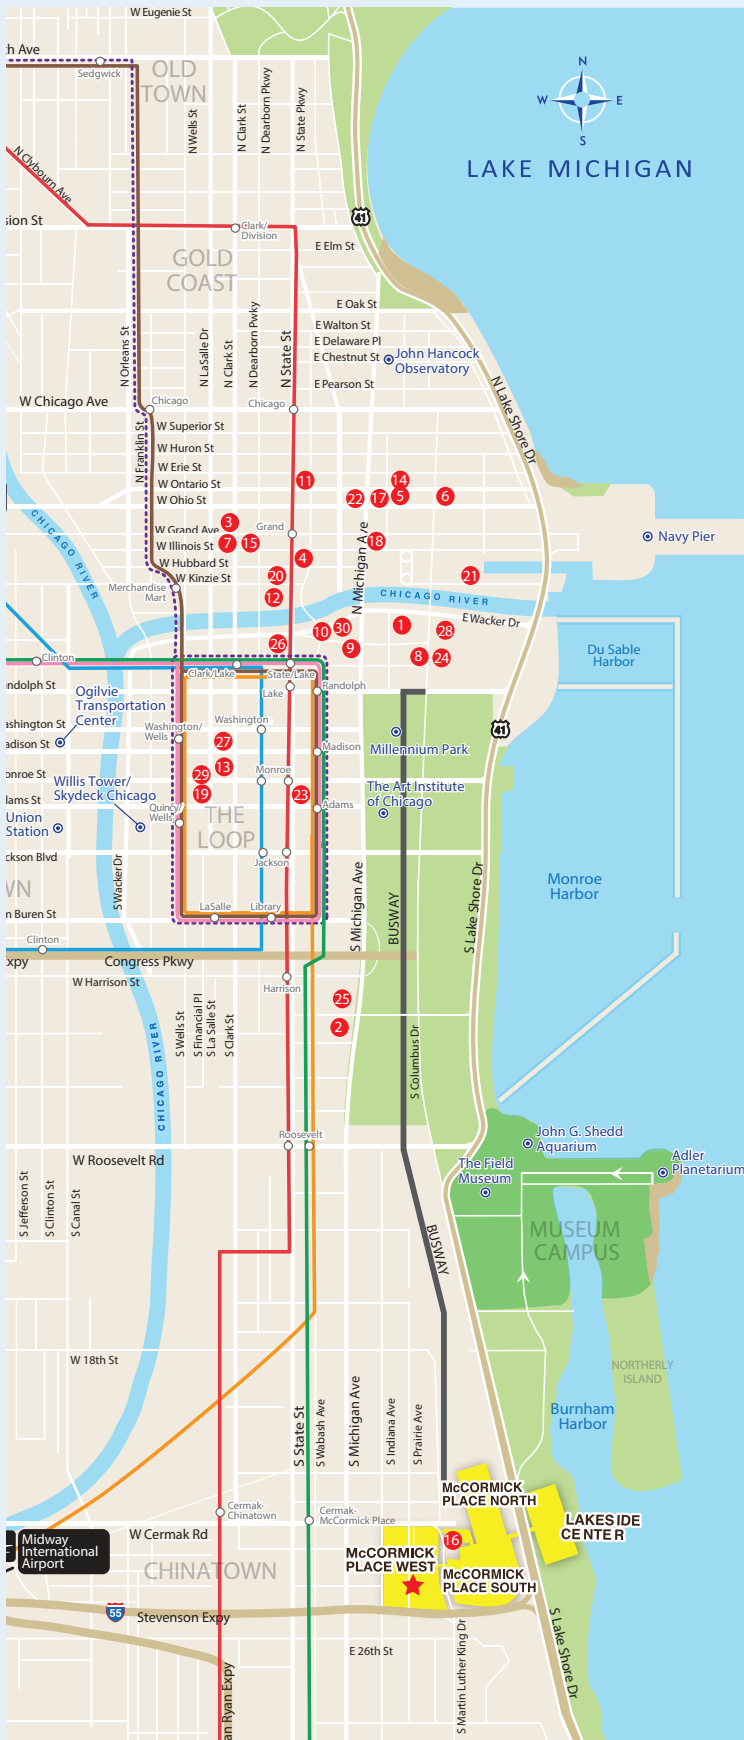 W Eugenie St
th Ave
Sedgwick
OLD
TOWN
N Wells St
N Clark St
N Dearborn Pkwy
N State Pkwy
N
W
E
S
LAKE MICHIGAN
N Clybourn Ave
sion St
Clark/
Division
41
E Elm St
GOLD
COAST
E Oak St
N Orleans St
N LaSalle Dr
N Clark St
N Dearborn Pwky
N State St
E Walton St
E Delaware Pl
E Chestnut St
John Hancock
Observatory
E Pearson St
N Lake Shore Dr
W Chicago Ave
Chicago
Chicago
N Franklin St
W Superior St
W Huron St
W Erie St
W Ontario St
W Ohio St
11
14
22
17
5
6
CHICAGO RIVER
3
W Grand Ave
Grand
7
15
W Illinois St
18
N Michigan Ave
Navy Pier
W Hubbard St
4
W Kinzie St
20
21
Merchandise
Mart
12
CHICAGO RIVER
E Wacker Dr
10
30
1
28
26
9
8
24
Du Sable
Harbor
Clinton
Clark/Lake
State/Lake
Lake
Randolph
ndolph St
Ogilvie
Transportation
Center
ashington St
adison St
Washington/
Wells
Washington
27
Madison
Millennium Park
41
onroe St
Willis Tower/
Skydeck Chicago
29
13
Monroe
The Art Institute
of Chicago
dams St
19
23
Adams
Quincy/
Wells
THE
LOOP
Union
Station
ckson Blvd
Jackson
S Wacker Dr
S Michigan Ave
BUSWAY
S Lake Shore Dr
Monroe
Harbor
WN
n Buren St
LaSalle
Library
Clinton
xpy
Congress Pkwy
W Harrison St
Harrison
25
2
CHICAGO RIVER
S Wells St
S Financial Pl
S La Salle St
S Clark St
S Columbus Dr
Roosevelt
W Roosevelt Rd
John G. Shedd
Aquarium
The Field
Museum
Adler
Planetarium
S Jefferson St
S Clinton St
S Canal St
BUSWAY
MUSEUM
CAMPUS
W 18th St
NORTHERLY
ISLAND
Burnham
Harbor
S State St
S Wabash Ave
S Michigan Ave
S Indiana Ave
S Prairie Ave
McCORMICK
PLACE NORTH
Cermak-
Chinatown
Cermak-
McCormick Place
LAKESIDE
CENTER
W Cermak Rd
16
Midway
International
Airport
McCORMICK
PLACE WEST
CHINATOWN
McCORMICK
PLACE SOUTH
55
Stevenson Expy
E 26th St
S Martin Luther King Dr
S Lake Shore Dr
an Ryan Expy